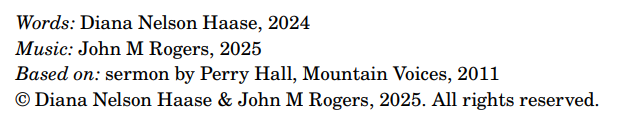 Words: Diana Nelson Haase, 2024
Music: John M Rogers, 2025
Based on: sermon by Perry Hall, Mountain Voices, 2011
© Diana Nelson Haase & John M Rogers, 2025. All rights reserved.